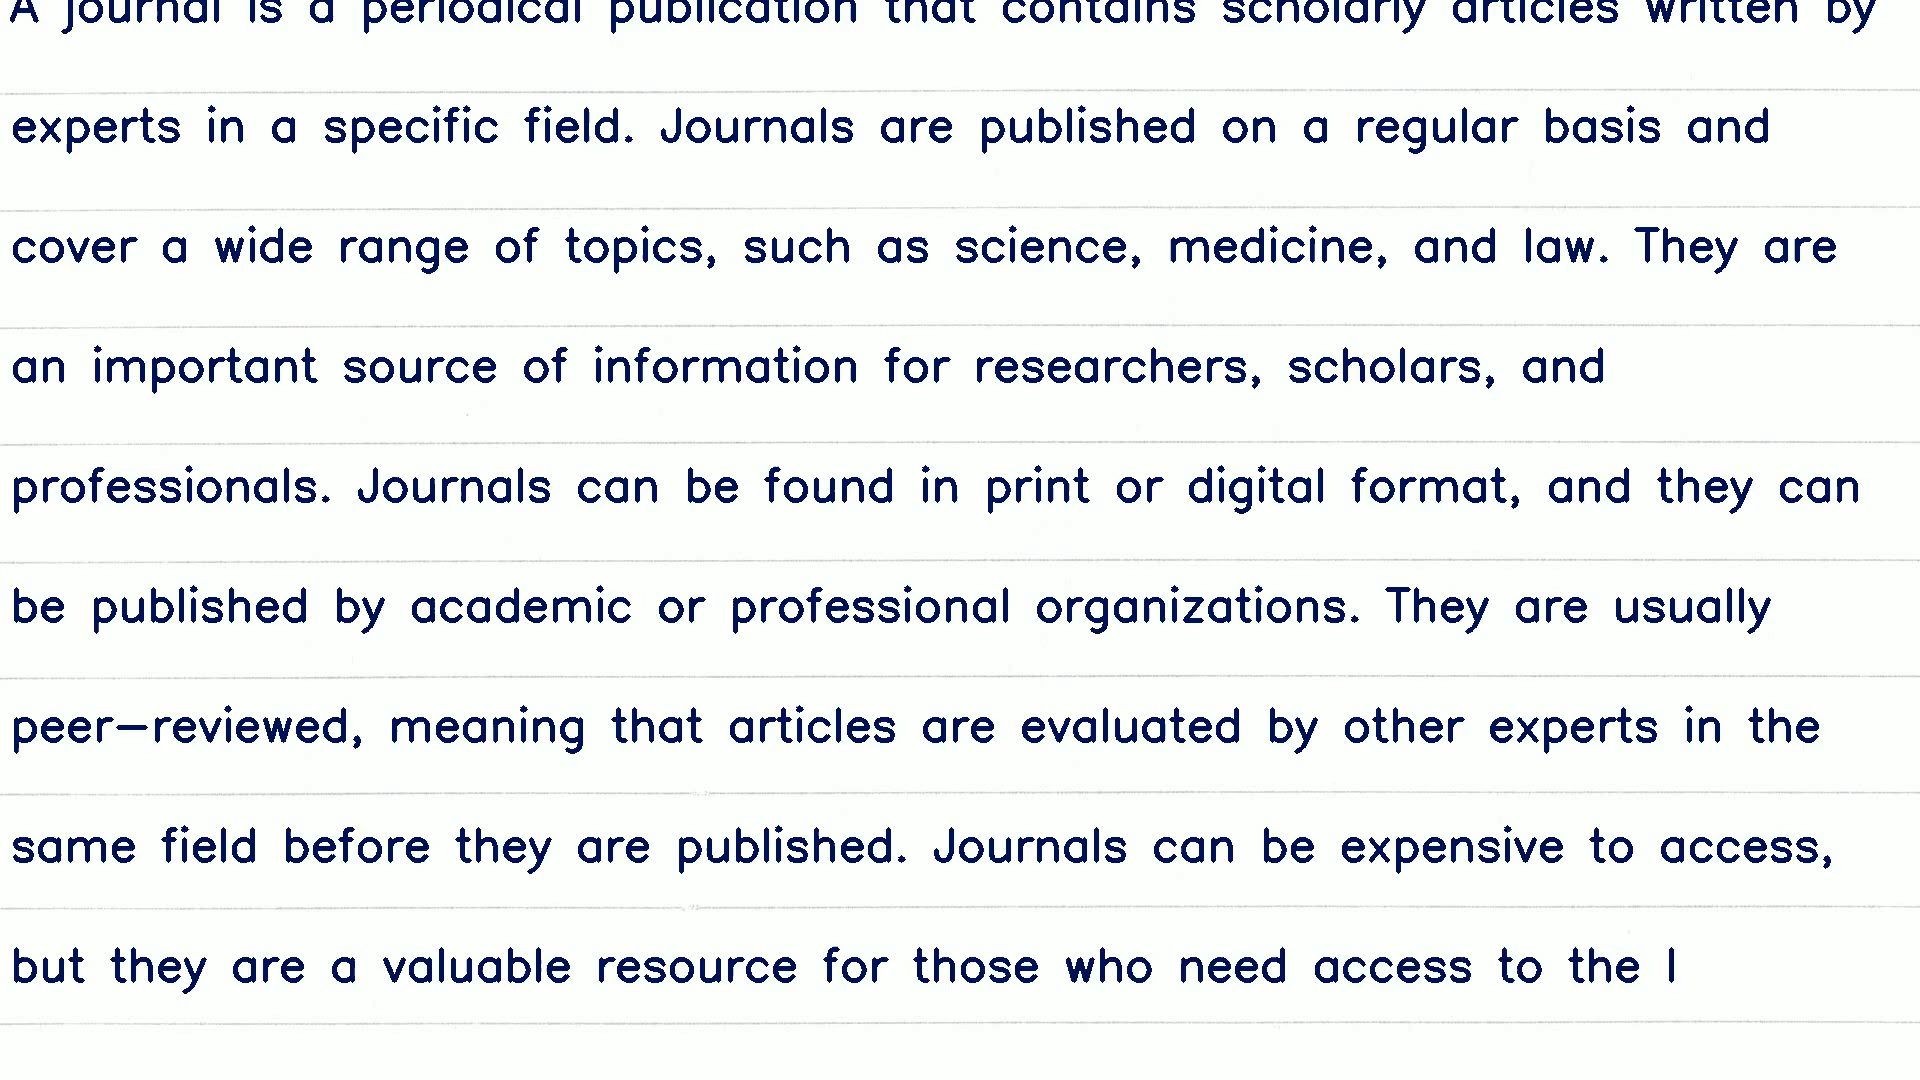 A journal is a periodical publication that contains scholarly articles written by
experts in a specific field. Journals are published on a regular basis and
cover a wide range of topics, such as science, medicine, and law. They are
an important source of information for researchers, scholars, and
professionals. Journals can be found in print or digital format, and they can
be published by academic or professional organizations. They are usually
peer-reviewed, meaning that articles are evaluated by other experts in the
same field before they are published. Journals can be expensive to access,
but they are a valuable resource for those who need access to the l